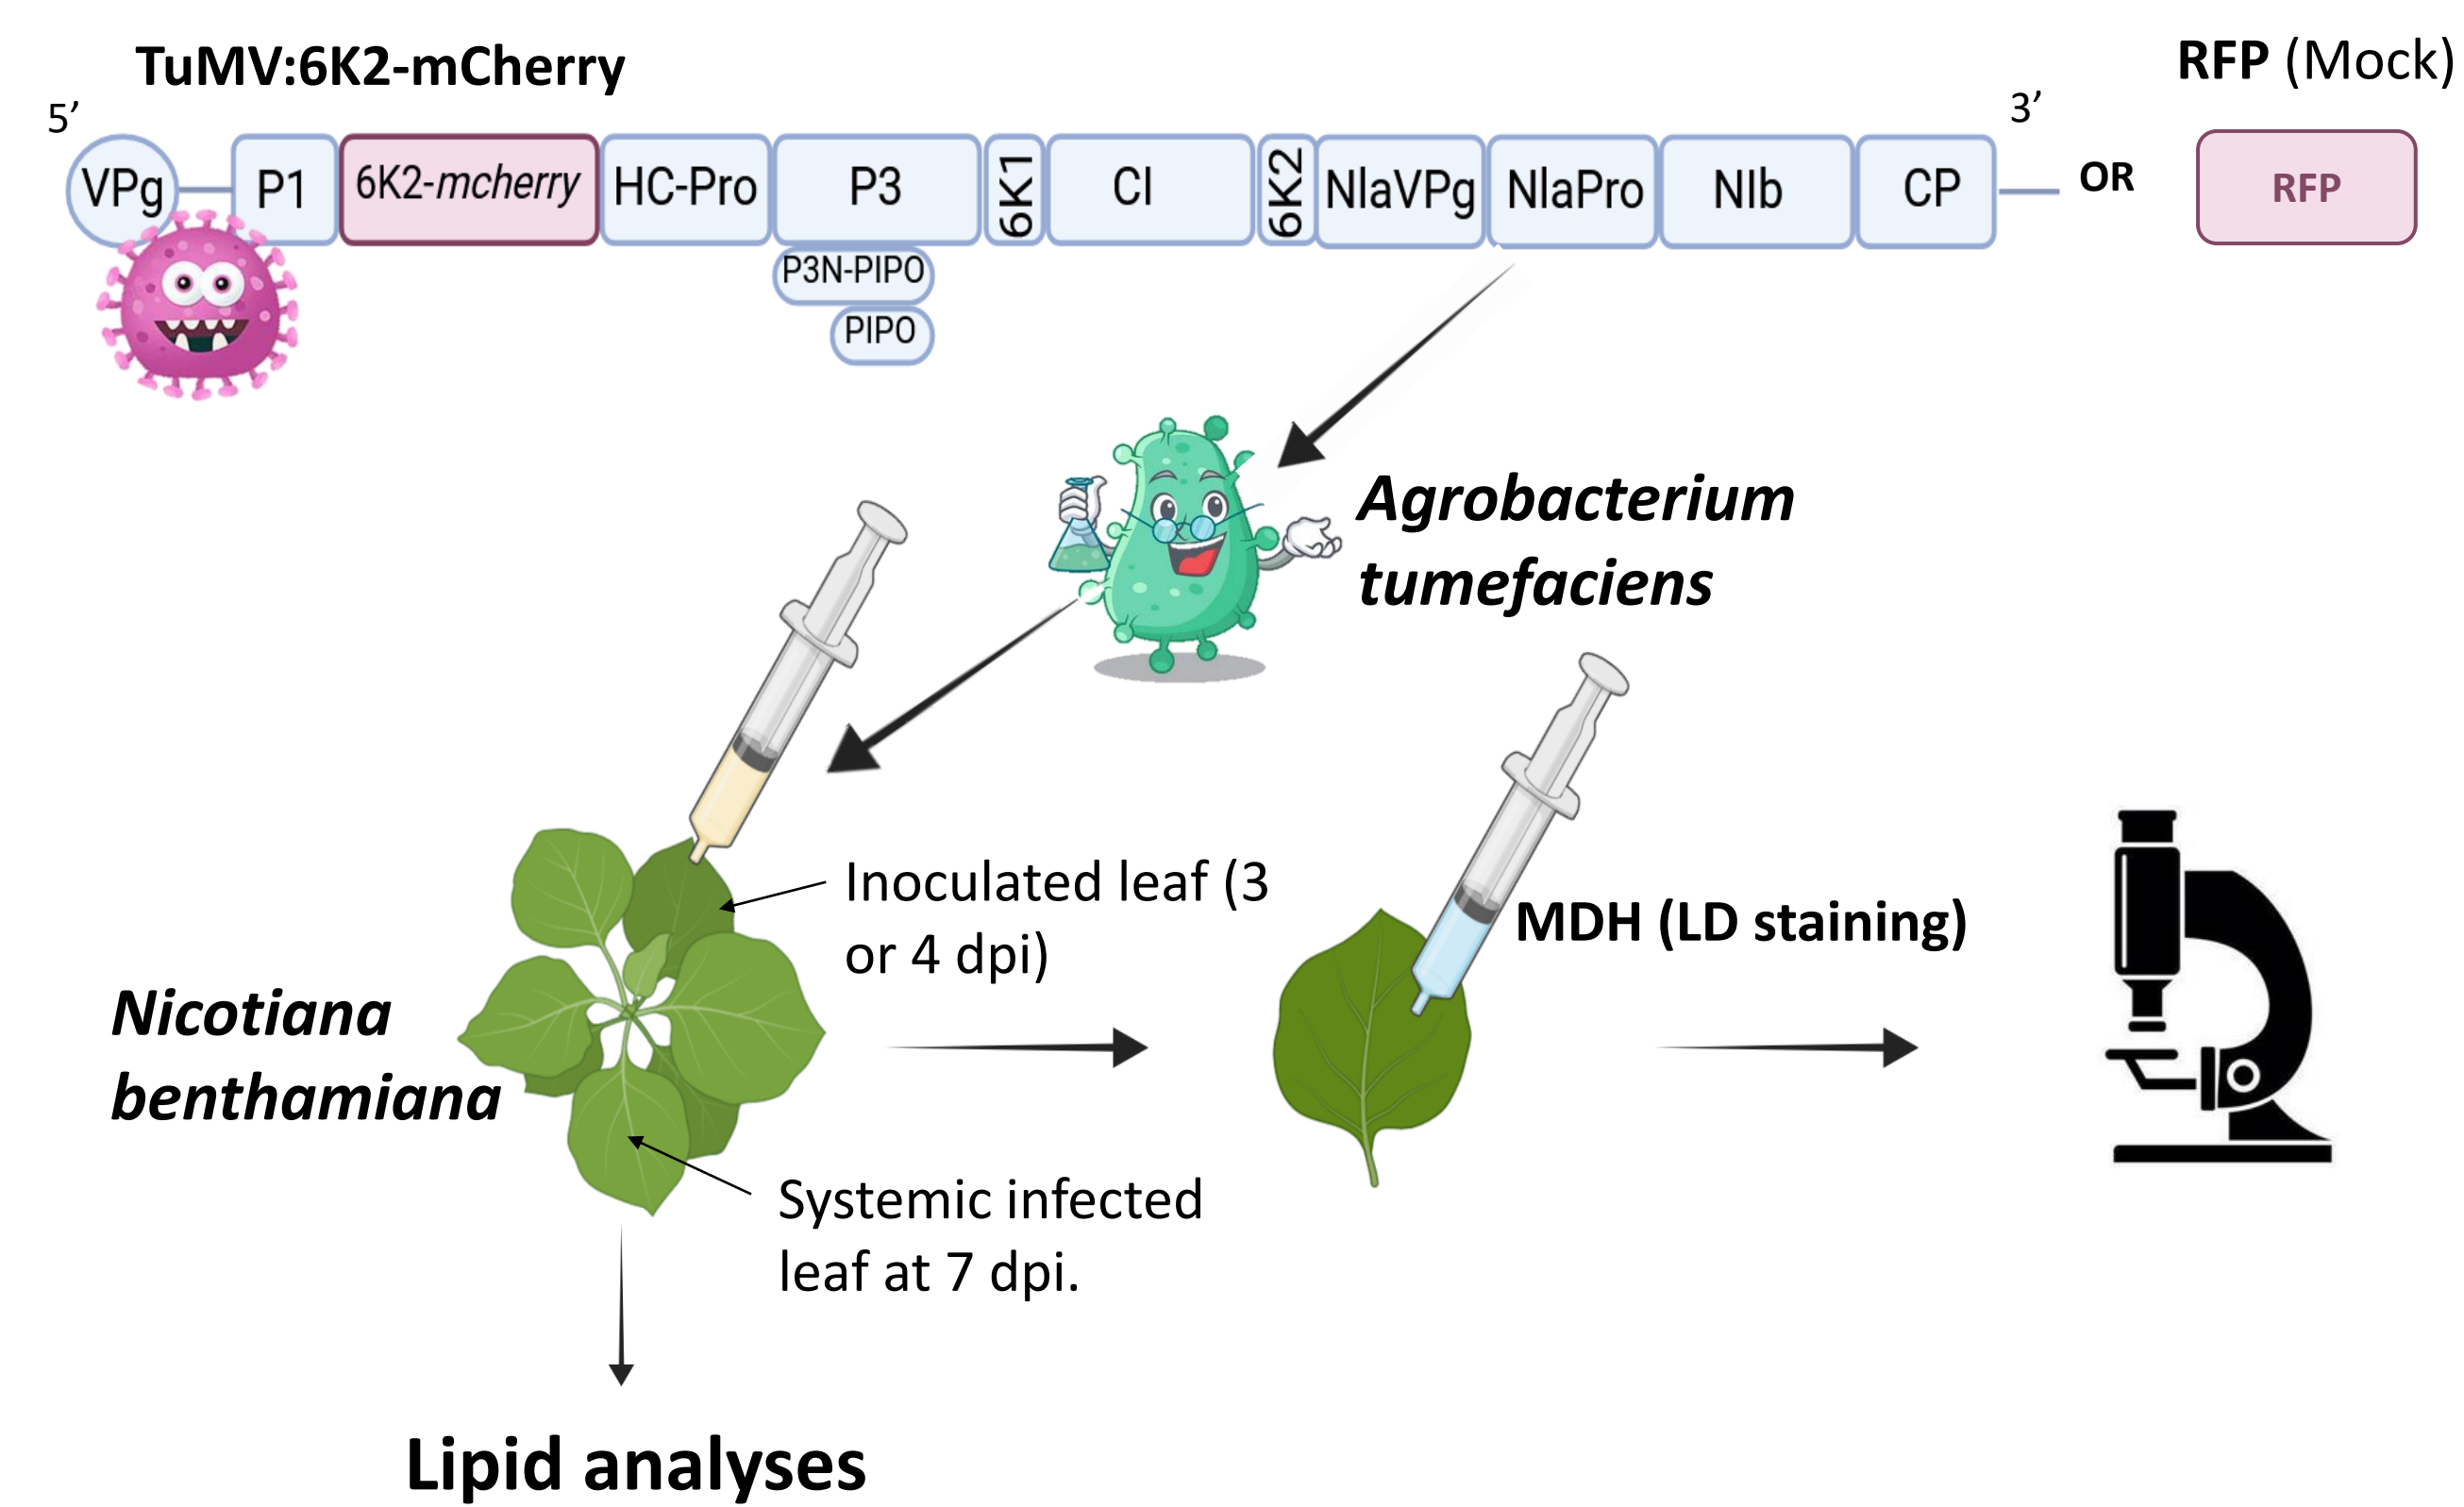 TuMV:6K2-mCherry
RFP (Mock)
5’
3’
VPg
P1
6K2-mcherry
HC-Pro
P3
6K1
CI
6K2
NlaVPg
NlaPro
NIb
CP
OR
RFP
P3N-PIPO
PIPO
Agrobacterium
tumefaciens
Inoculated leaf (3
or 4 dpi)
MDH (LD staining)
Nicotiana
benthamiana
Systemic infected
leaf at 7 dpi.
Lipid analyses